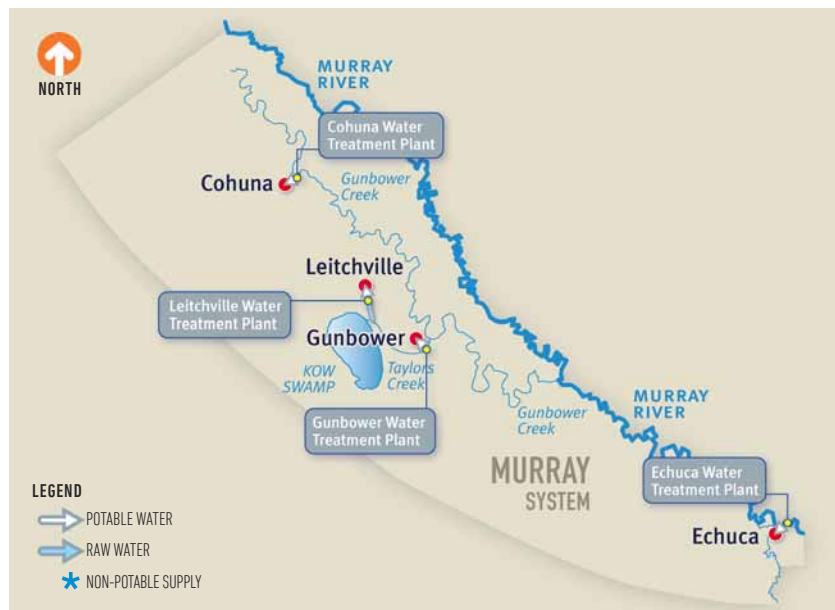 NORTH
MURRAY
RIVER
Cohuna Water
Treatment Plant
Cohuna
Gunbower
Creek
Leitchville
Leitchville Water
Treatment Plant
Gunbower
KOW
SWAMP
Taylors
Creek
Gunbower Water
Treatment Plant
Gunbower
Creek
MURRAY
RIVER
MURRAY
SYSTEM
Echuca Water
Treatment Plant
Echuca
LEGEND
POTABLE WATER
RAW WATER
NON-POTABLE SUPPLY